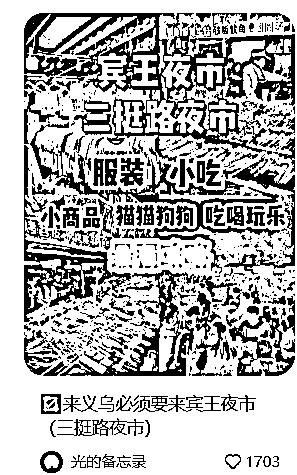 宾王夜市
三挺路夜市
服装 小吃
小商品 猫猫狗狗 吃喝玩乐
来义乌必须要来宾王夜市
（三挺路夜市）
光的备忘录 1703